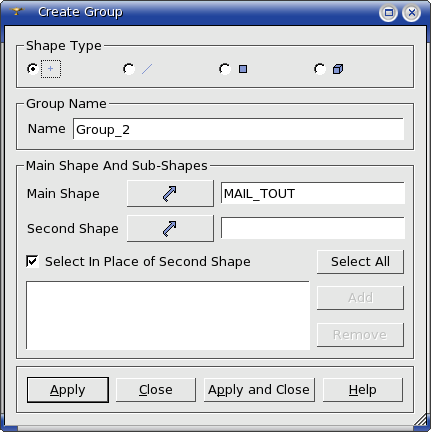 Create Group
Shape Type
Group Name
Name Group_2
Main Shape And Sub-Shapes
Main Shape MAIL_TOUT
Second Shape
Select In Place of Second Shape Select All
Add
Remove
Apply Close Apply and Close Help